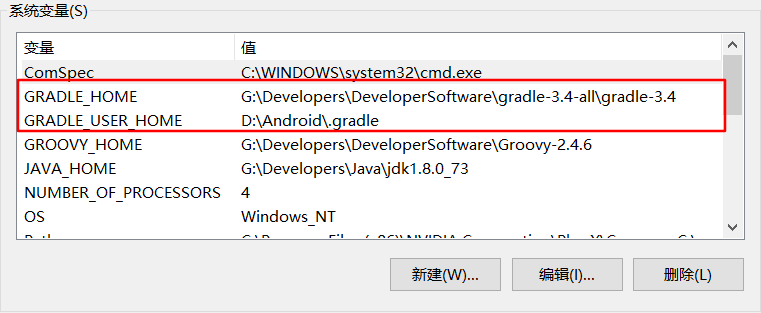 系统变量(S)
变量 值
ComSpec C:\WINDOWS\system32\cmd.exe
GRADLE_HOME G:\Developers\DeveloperSoftware\gradle-3.4-all\gradle-3.4
GRADLE_USER_HOME D:\Android\.gradle
GROOVY_HOME G:\Developers\DeveloperSoftware\Groovy-2.4.6
JAVA_HOME G:\Developers\Java\jdk1.8.0_73
NUMBER_OF_PROCESSORS 4
OS Windows_NT
新建(W)... 编辑(I)... 删除(L)